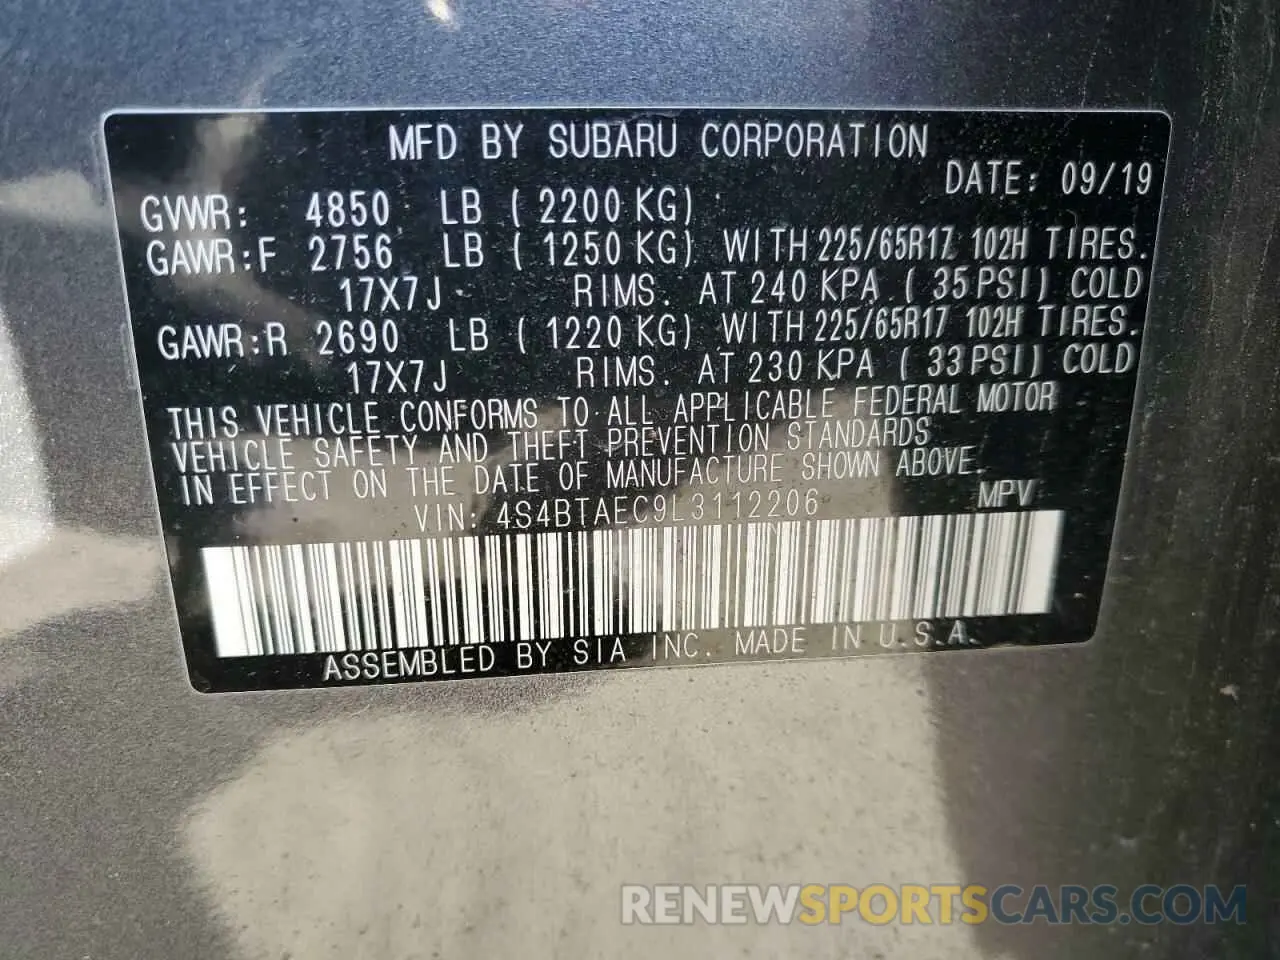 MFD BY SUBARU CORPORATION
DATE: 09/19
GVWR: 4850 LB ( 2200 KG)
GAWR:F 2756 LB ( 1250 KG) WITH 225/65R17 102H TIRES.
17X7J RIMS. AT 240 KPA ( 35 PSI) COLD
GAWR:R 2690 LB ( 1220 KG) WITH 225/65R17 102H TIRES.
17X7J RIMS. AT 230 KPA ( 33 PSI) COLD
THIS VEHICLE CONFORMS TO ALL APPLICABLE FEDERAL MOTOR
VEHICLE SAFETY AND THEFT PREVENTION STANDARDS
IN EFFECT ON THE DATE OF MANUFACTURE SHOWN ABOVE.
VIN: 4S4BTAEC9L3112206 MPV
ASSEMBLED BY SIA INC. MADE IN U.S.A.
RENEWSPORTSCARS.COM